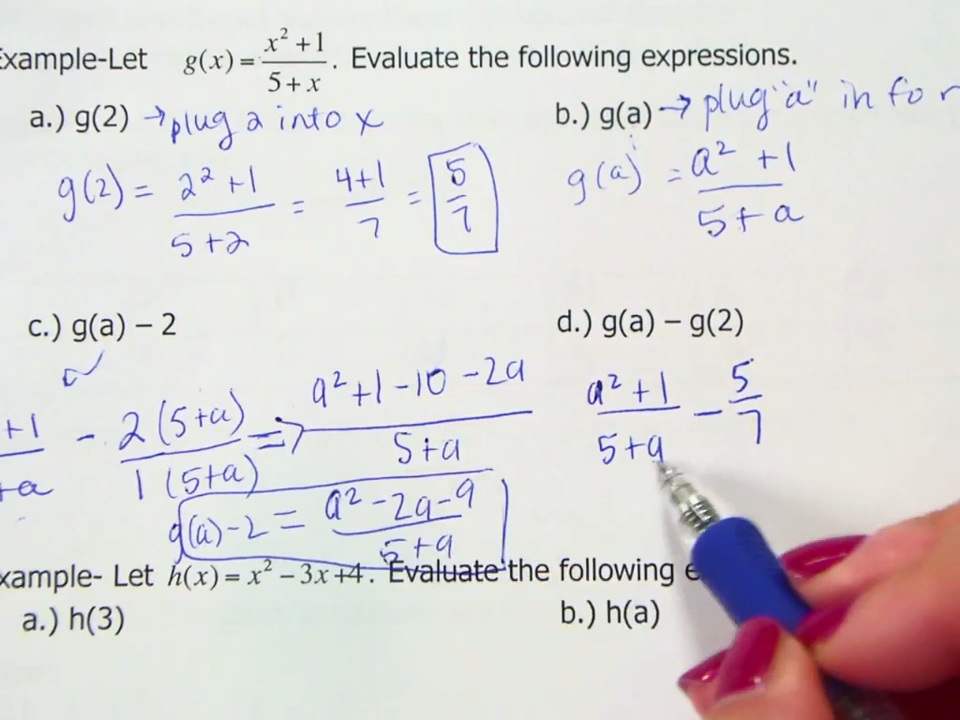 Example-Let g(x) = x² + 1 / 5 + x . Evaluate the following expressions.
a.) g(2) → plug 2 into x
g(2) = 2² + 1 / 5 + 2 = 4+1 / 7 = 5 / 7
b.) g(a) → plug "a" in for
g(a) = a² + 1 / 5 + a
c.) g(a) – 2
+1 / +a - 2 (5+a) / 1 (5+a) => a² + 1 - 10 - 2a / 5+a
g(a) - 2 = a² - 2a - 9 / 5+a
d.) g(a) – g(2)
a² + 1 / 5+a - 5 / 7
xample- Let h(x) = x² – 3x + 4. Evaluate the following e
a.) h(3)
b.) h(a)